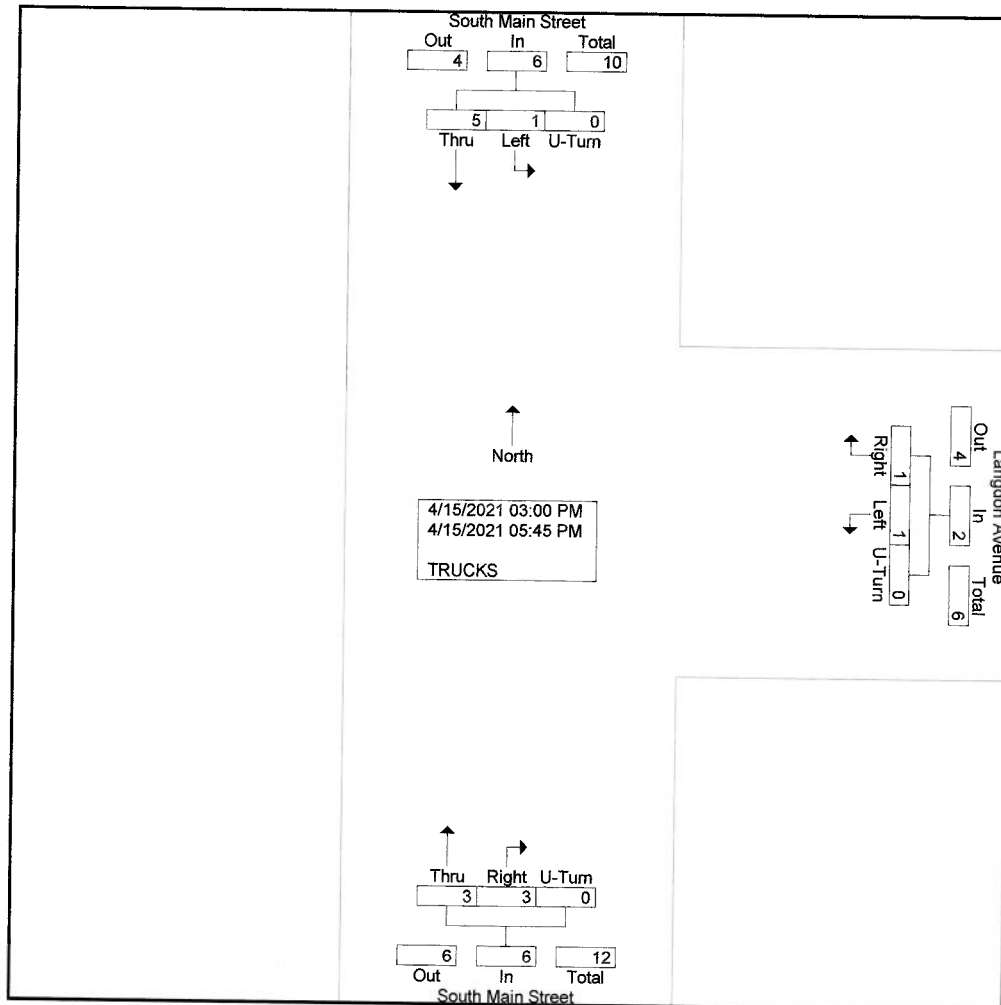 South Main Street
Out In Total
4 6 10
5 1 0
Thru Left U-Turn
North
4/15/2021 03:00 PM
4/15/2021 05:45 PM
TRUCKS
Langdon Avenue
Out In Total
4 2 6
1 1 0
Right Left U-Turn
Thru Right U-Turn
3 3 0
6 6 12
Out In Total
South Main Street